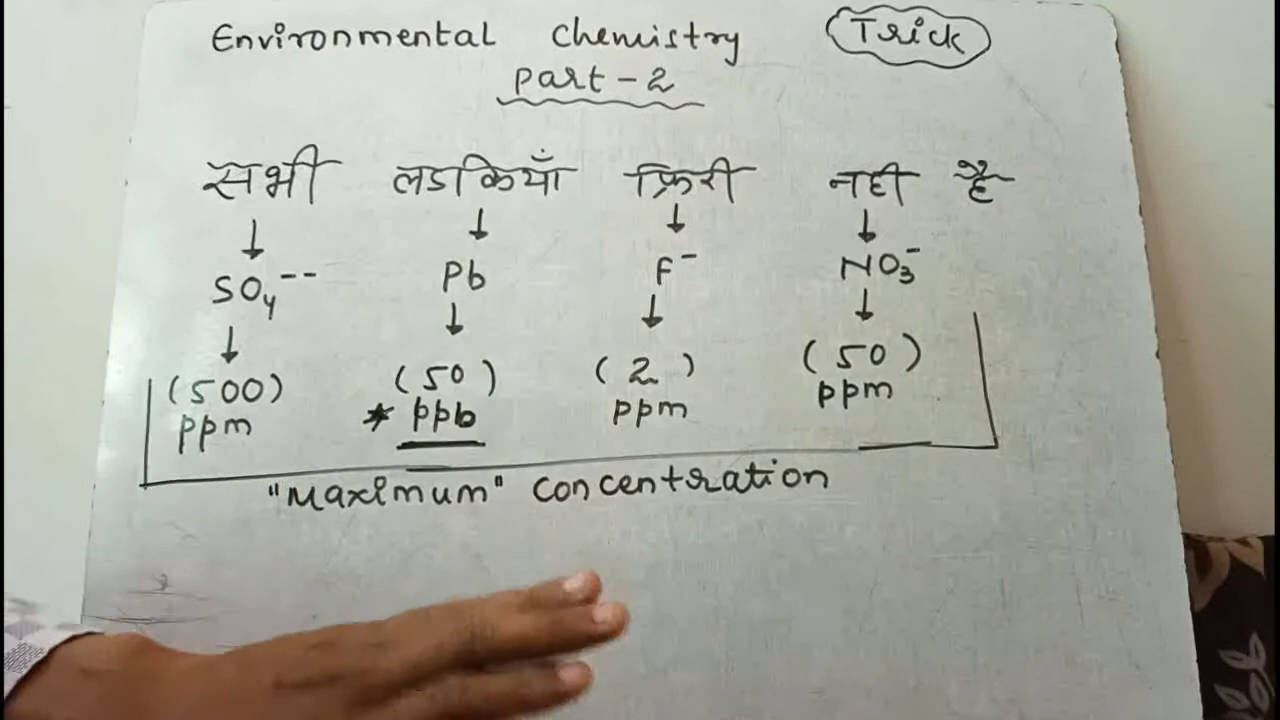 Environmental Chemistry Trick
Part-2
सभी लडकियाँ फ्रिरी नही है
↓ ↓ ↓ ↓
SO₄⁻⁻ Pb F⁻ NO₃⁻
↓ ↓ ↓ ↓
(500) (50) (2) (50)
ppm * ppb ppm ppm
"Maximum" Concentration